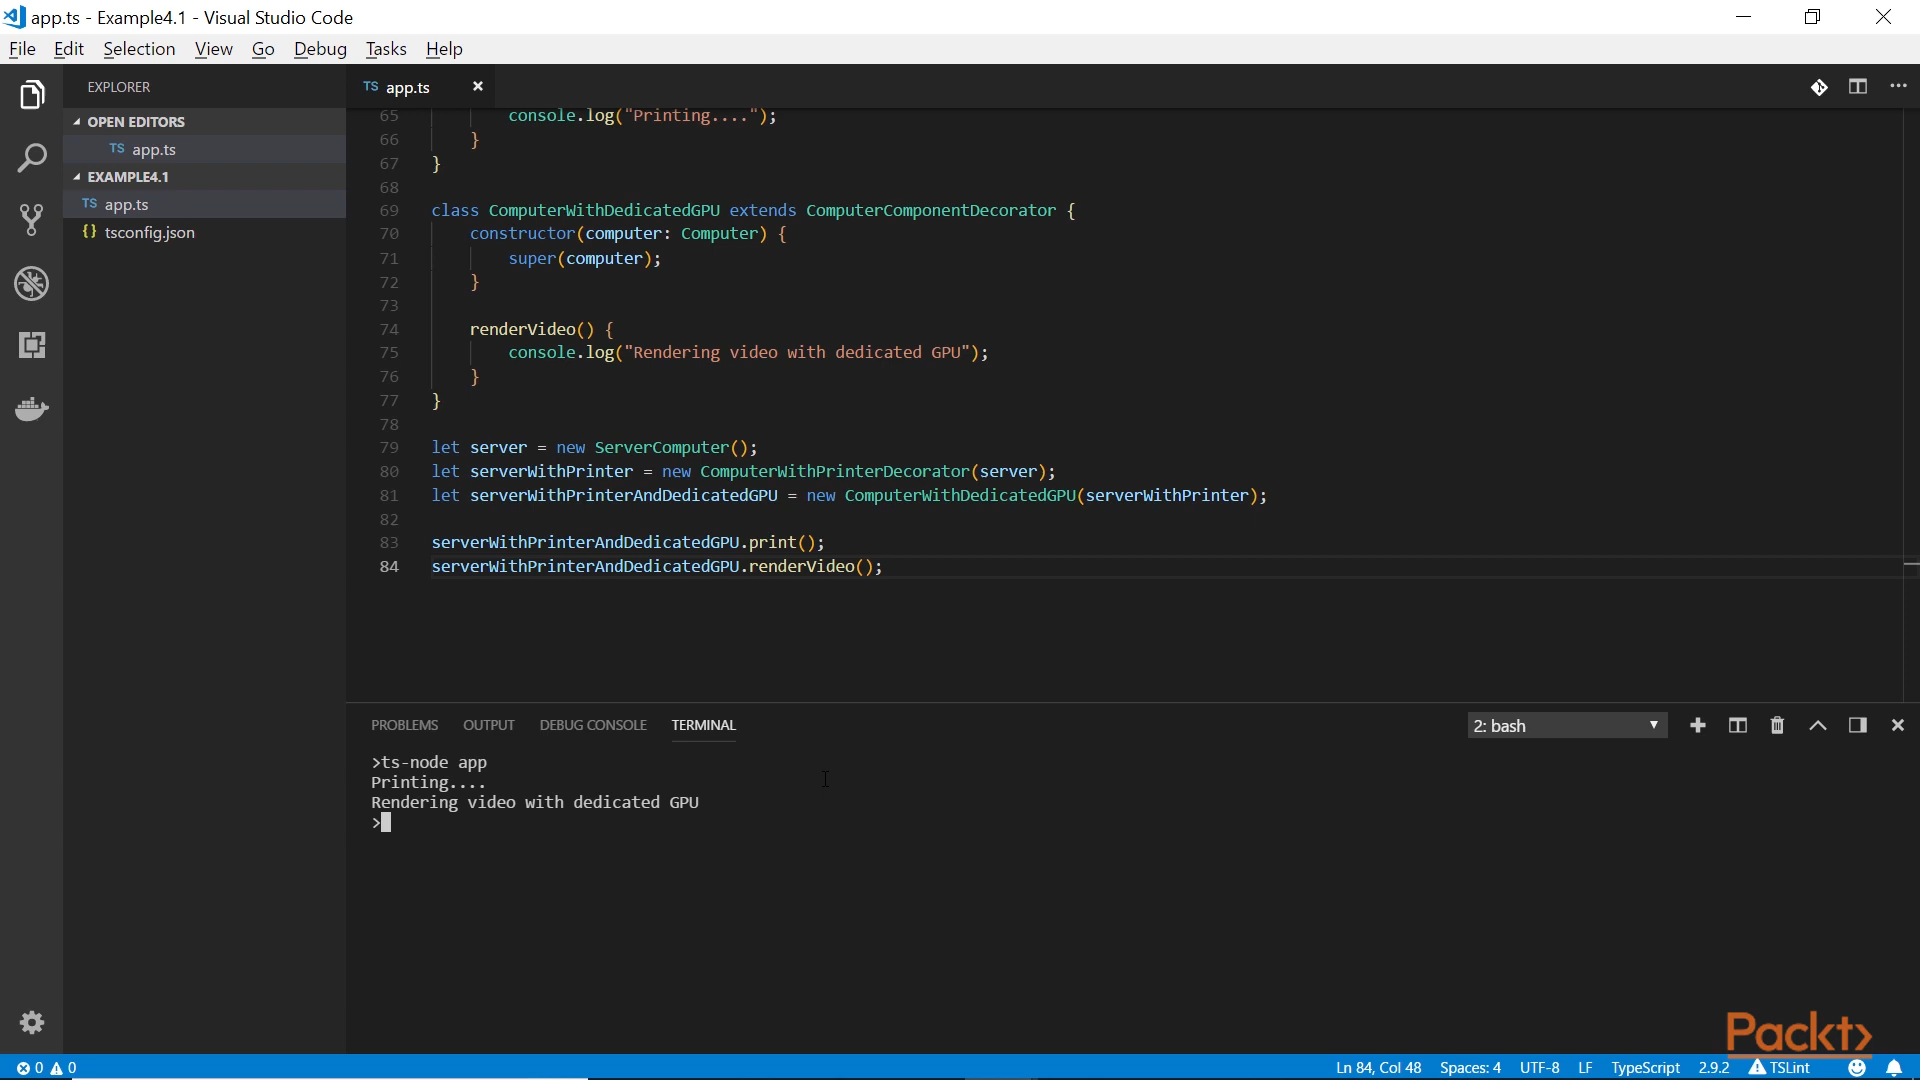 app.ts - Example4.1 - Visual Studio Code
File Edit Selection View Go Debug Tasks Help
EXPLORER
OPEN EDITORS
TS app.ts
EXAMPLE4.1
TS app.ts
{} tsconfig.json
TS app.ts
65 console.log("Printing....");
66 }
67 }
68
69 class ComputerWithDedicatedGPU extends ComputerComponentDecorator {
70 constructor(computer: Computer) {
71 super(computer);
72 }
73
74 renderVideo() {
75 console.log("Rendering video with dedicated GPU");
76 }
77 }
78
79 let server = new ServerComputer();
80 let serverWithPrinter = new ComputerWithPrinterDecorator(server);
81 let serverWithPrinterAndDedicatedGPU = new ComputerWithDedicatedGPU(serverWithPrinter);
82
83 serverWithPrinterAndDedicatedGPU.print();
84 serverWithPrinterAndDedicatedGPU.renderVideo();
PROBLEMS OUTPUT DEBUG CONSOLE TERMINAL 2: bash
>ts-node app
Printing....
Rendering video with dedicated GPU
>
Packt>
0 0 Ln 84, Col 48 Spaces: 4 UTF-8 LF TypeScript 2.9.2 TSLint